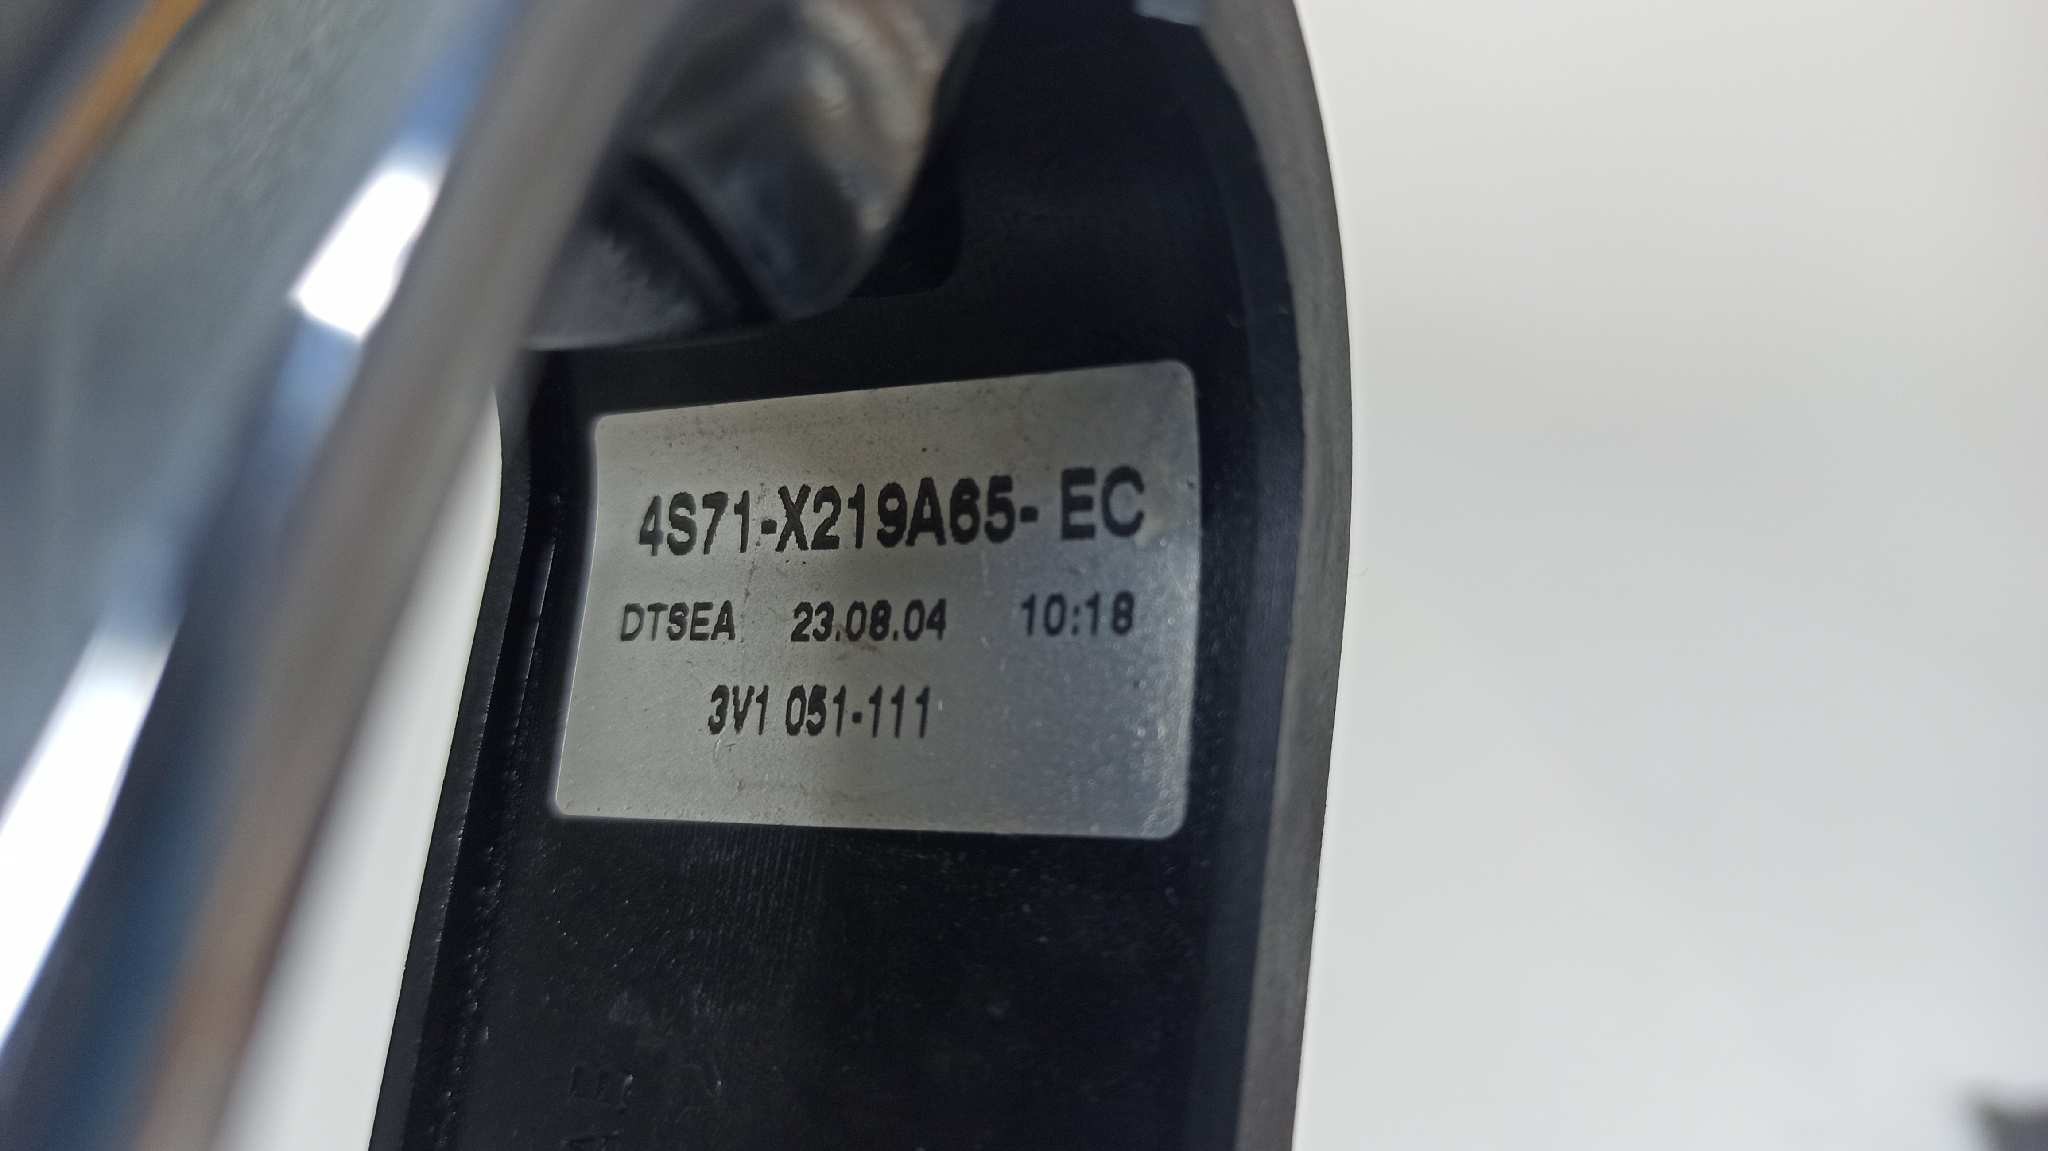 4S71-X219A65- EC
DTSEA 23.08.04 10:18
3V1 051-111